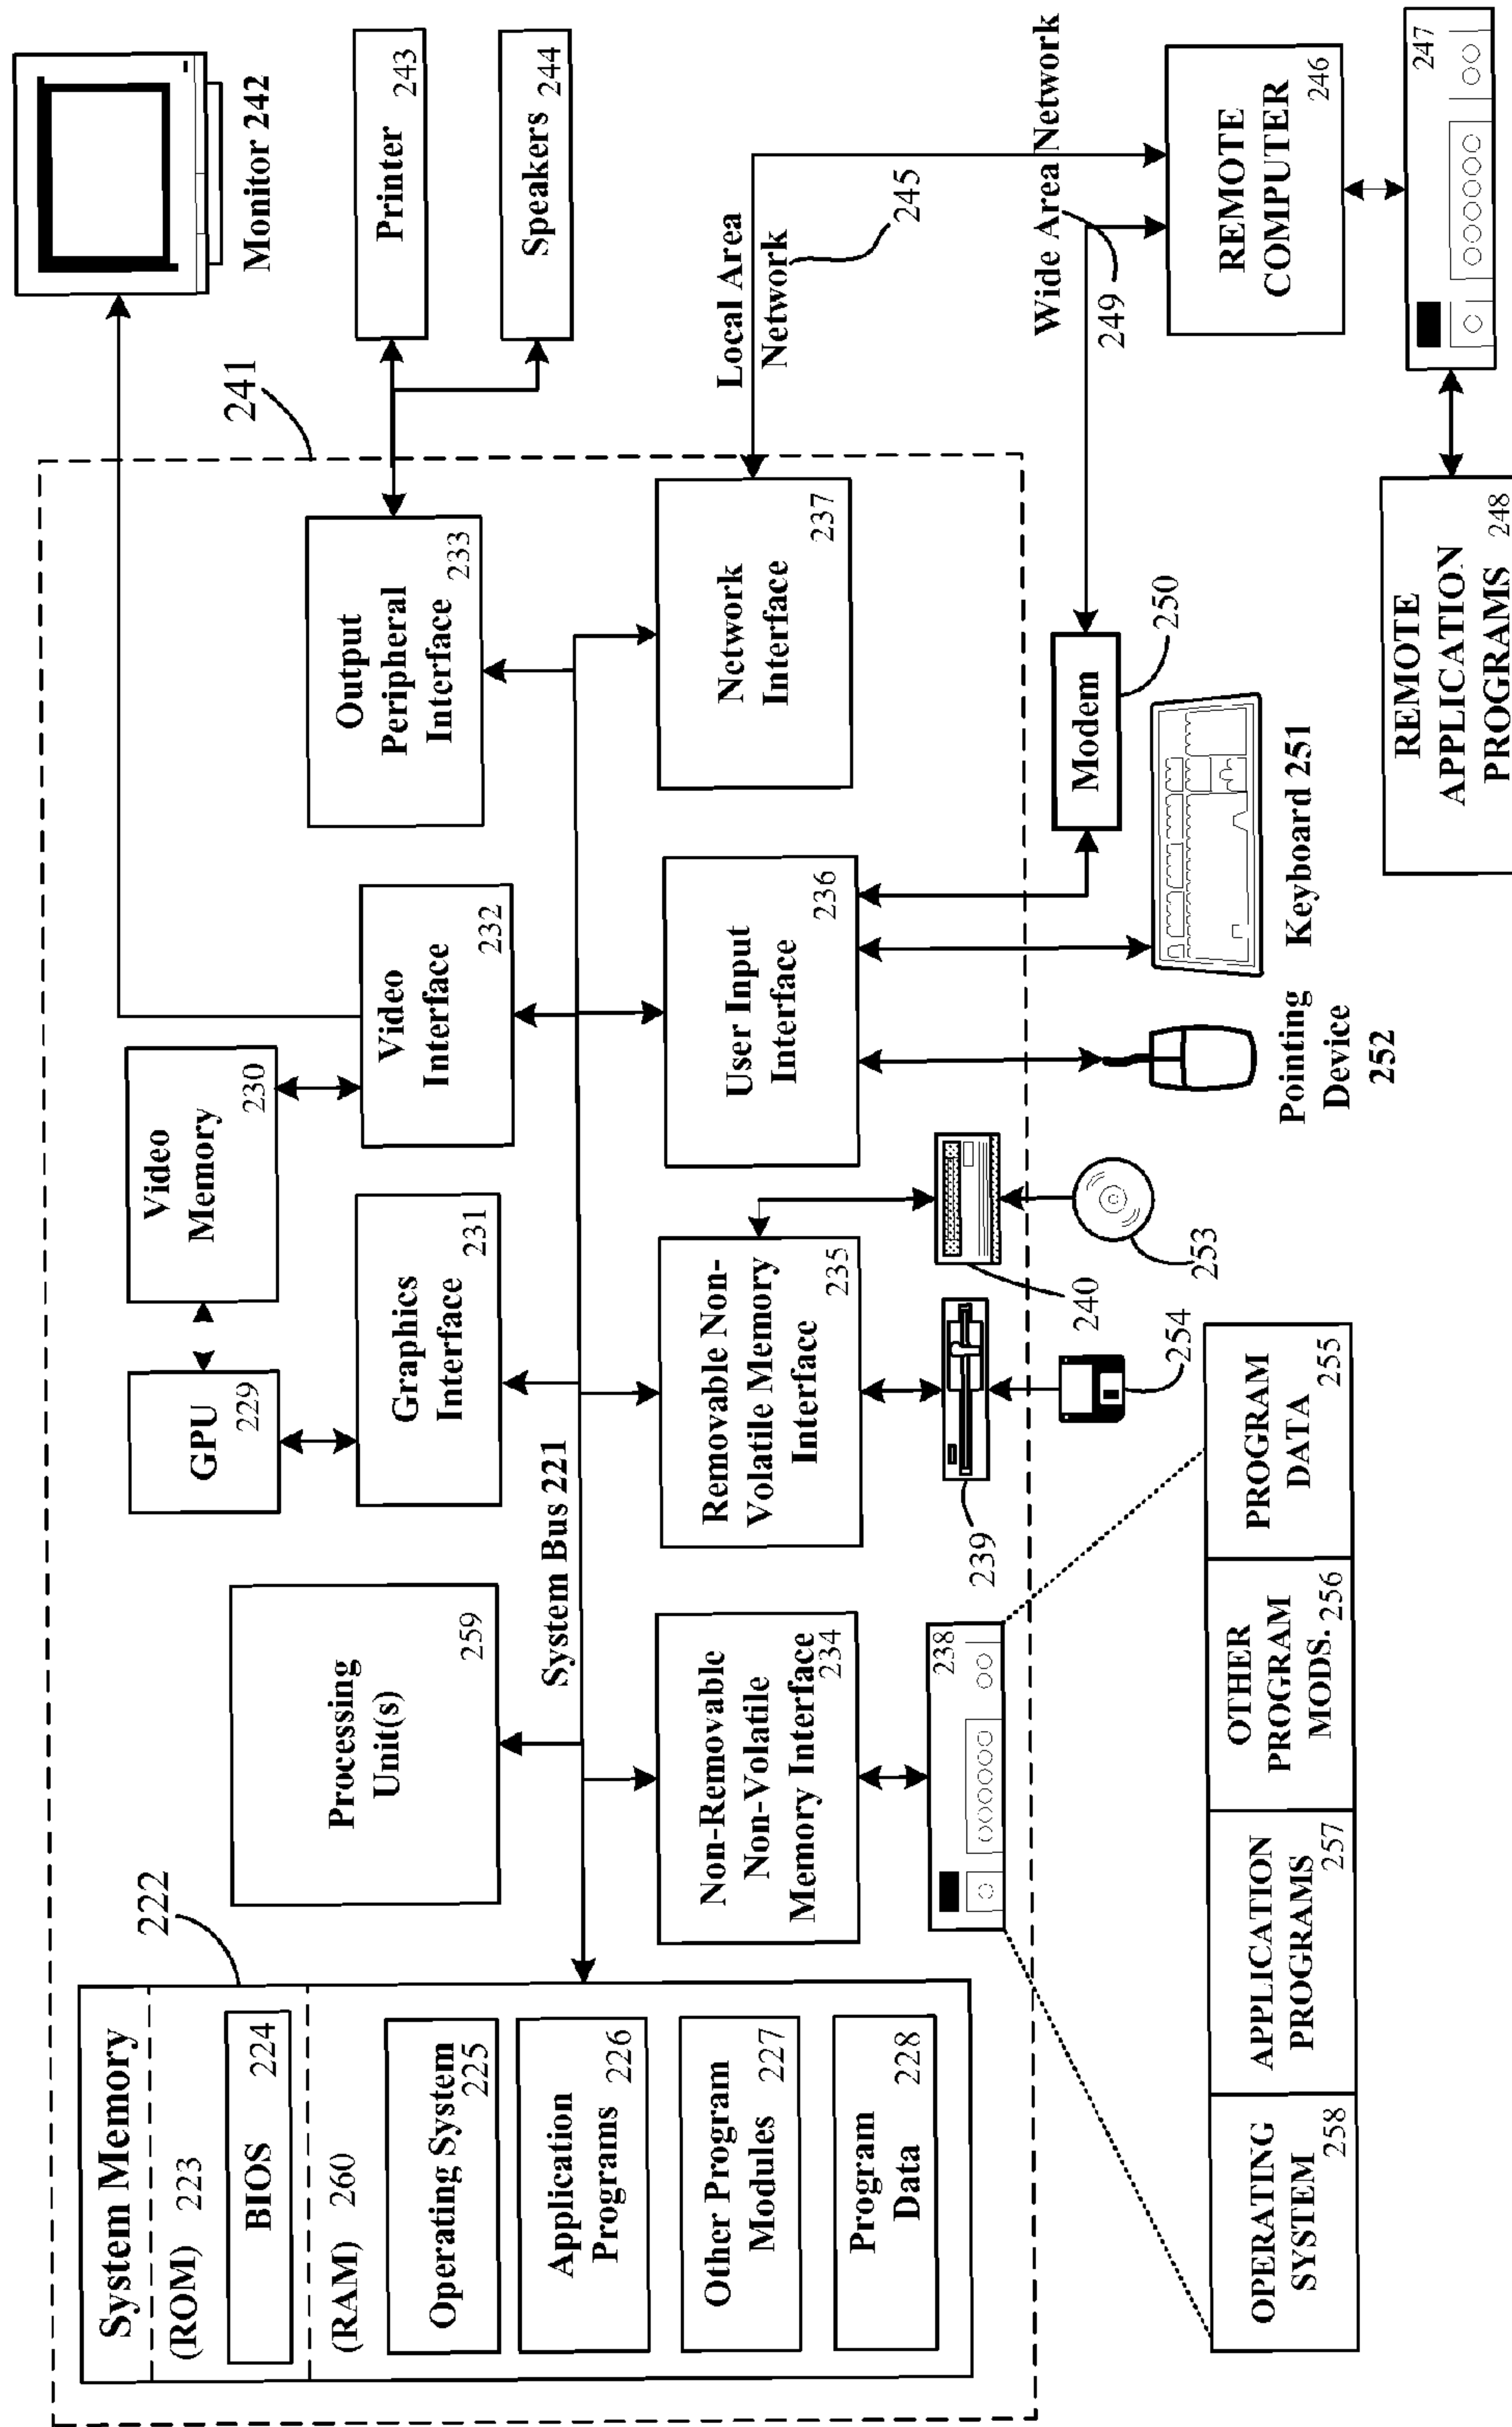 System Memory
(ROM) 223
BIOS 224
(RAM) 260
Operating System
225
Application
Programs 226
Other Program
Modules 227
Program
Data 228
222
Processing
Unit(s)
259
System Bus 221
GPU
229
Video
Memory
230
Graphics
Interface
231
Video
Interface
232
Output
Peripheral
Interface 233
241
Monitor 242
Printer
243
Speakers
244
Non-Removable
Non-Volatile
Memory Interface
234
Removable Non-
Volatile Memory
Interface
235
User Input
Interface
236
Network
Interface
237
Local Area
Network
245
238
239
240
254
253
Pointing
Device
252
Keyboard 251
Modem
250
Wide Area Network
249
REMOTE
COMPUTER
246
247
REMOTE
APPLICATION
PROGRAMS 248
OPERATING
SYSTEM
258
APPLICATION
PROGRAMS
257
OTHER
PROGRAM
MODS. 256
PROGRAM
DATA
255